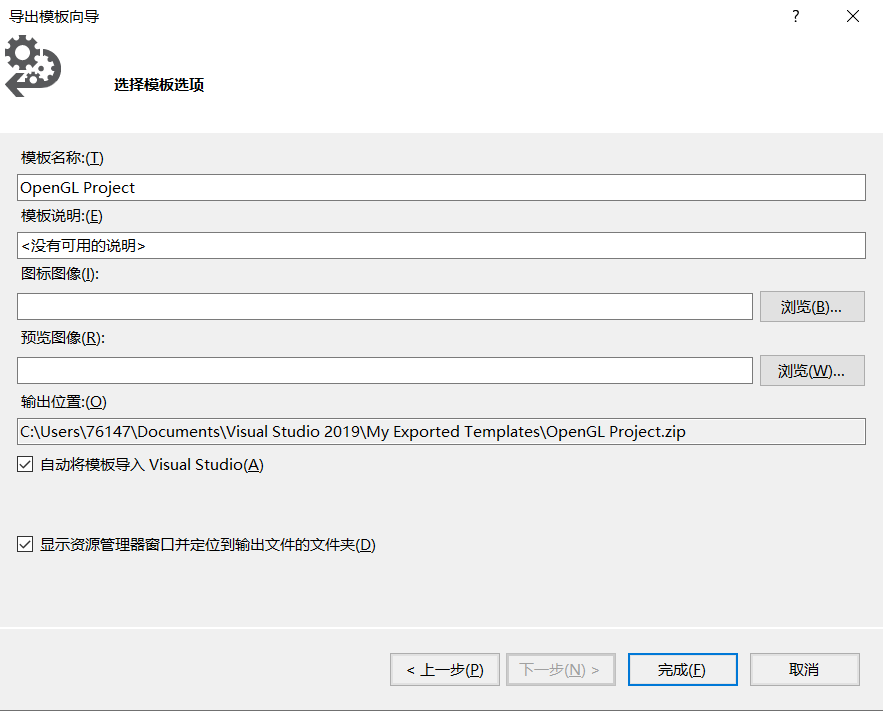 导出模板向导
?
选择模板选项
模板名称:(T)
OpenGL Project
模板说明:(E)
<没有可用的说明>
图标图像(I):
浏览(B)...
预览图像(R):
浏览(W)...
输出位置:(O)
C:\Users\76147\Documents\Visual Studio 2019\My Exported Templates\OpenGL Project.zip
自动将模板导入 Visual Studio(A)
显示资源管理器窗口并定位到输出文件的文件夹(D)
< 上一步(P) 下一步(N) > 完成(F) 取消